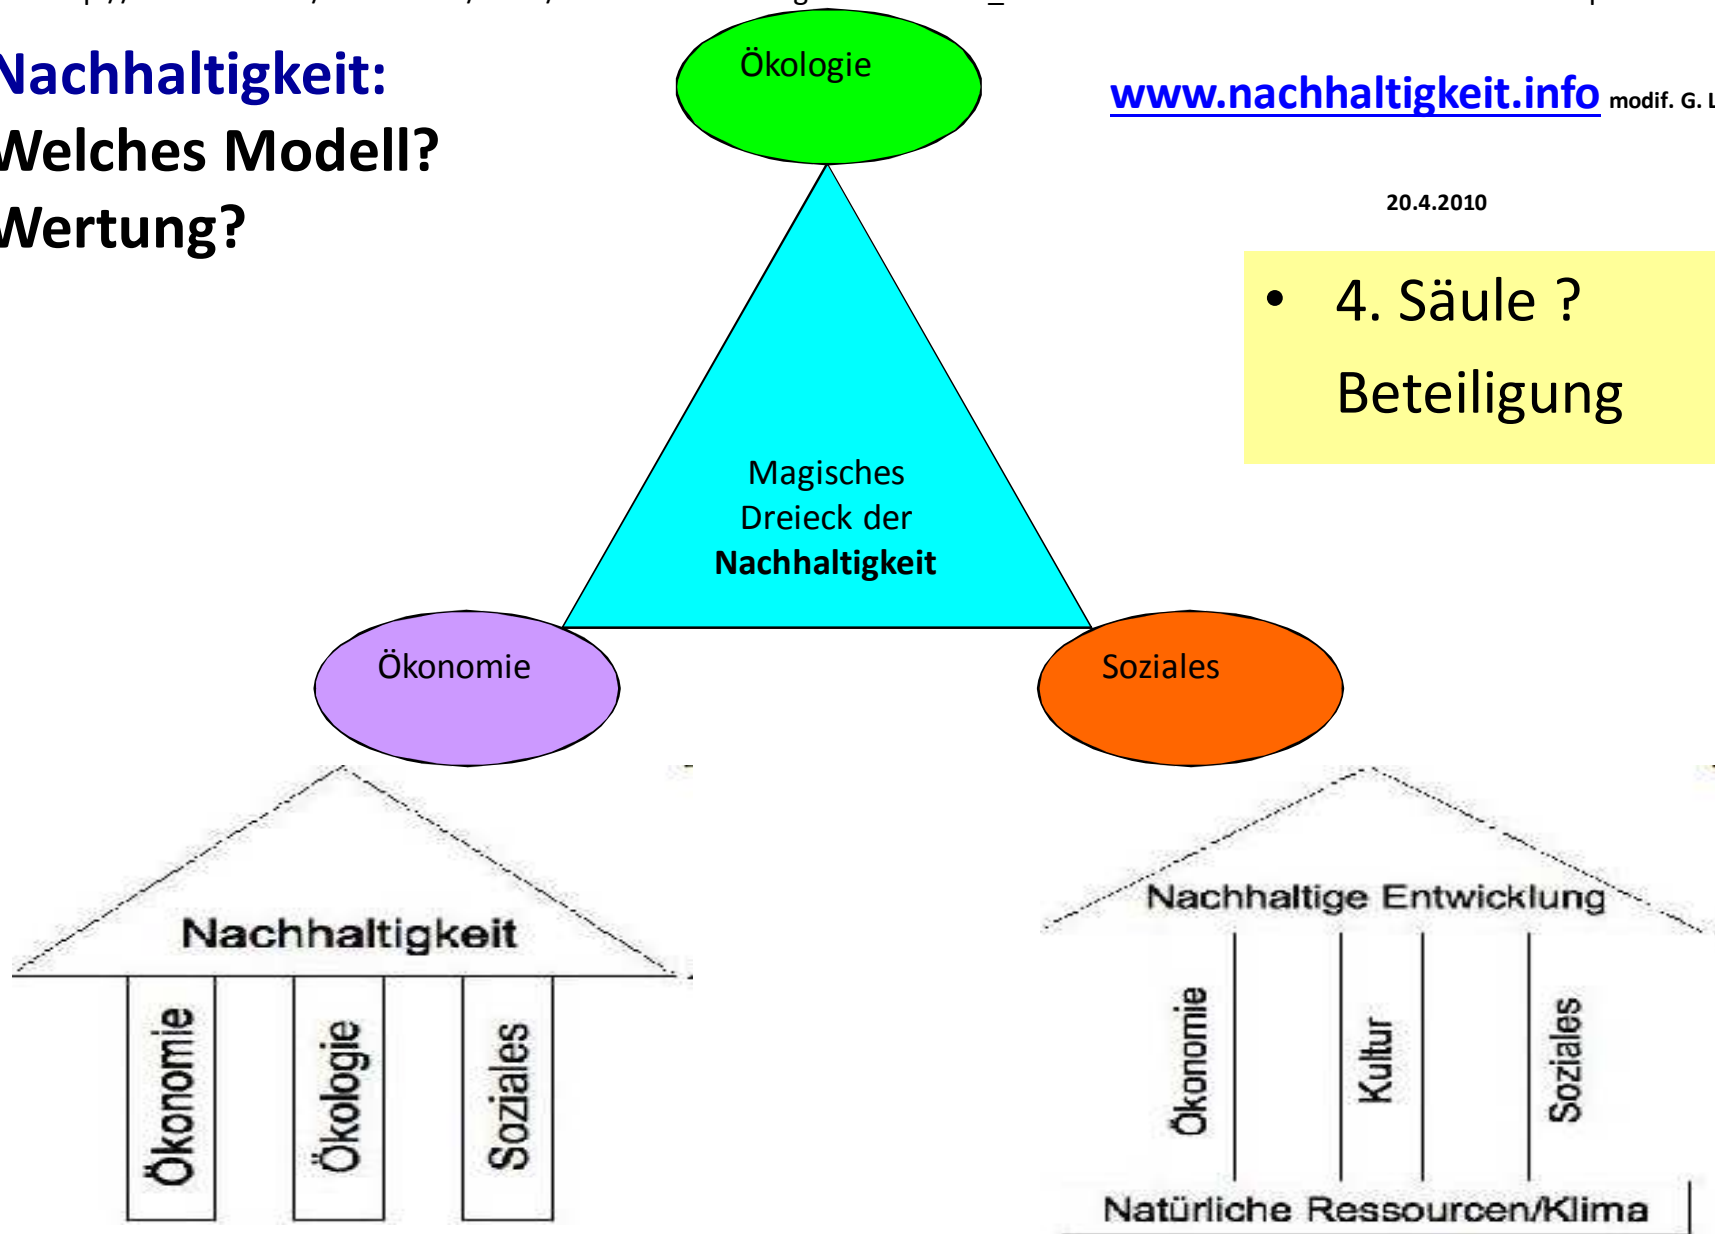 Nachhaltigkeit:
Welches Modell?
Wertung?
Ökologie
www.nachhaltigkeit.info modif. G. L
20.4.2010
• 4. Säule ?
Beteiligung
Magisches
Dreieck der
Nachhaltigkeit
Ökonomie
Soziales
Nachhaltigkeit
Ökonomie
Ökologie
Soziales
Nachhaltige Entwicklung
Ökonomie
Kultur
Soziales
Natürliche Ressourcen/Klima